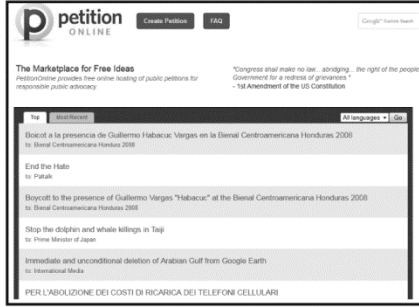 petition
ONLINE
Create Petition
FAQ
Google Custom Search
The Marketplace for Free Ideas
PetitionOnline provides free online hosting of public petitions for
responsible public advocacy.
"Congress shall make no law... abridging... the right of the people
Government for a redress of grievances."
- 1st Amendment of the US Constitution
Top
Most Recent
All languages
Go
Boicot a la presencia de Guillermo Habacuc Vargas en la Bienal Centroamericana Honduras 2008
to: Bienal Centroamericana Honduras 2008
End the Hate
to: Paltalk
Boycott to the presence of Guillermo Vargas "Habacuc" at the Bienal Centroamericana Honduras 2008
to: Bienal Centroamericana Honduras 2008
Stop the dolphin and whale killings in Taiji
to: Prime Minister of Japan
Immediate and unconditional deletion of Arabian Gulf from Google Earth
to: International Media
PER L'ABOLIZIONE DEI COSTI DI RICARICA DEI TELEFONI CELLULARI